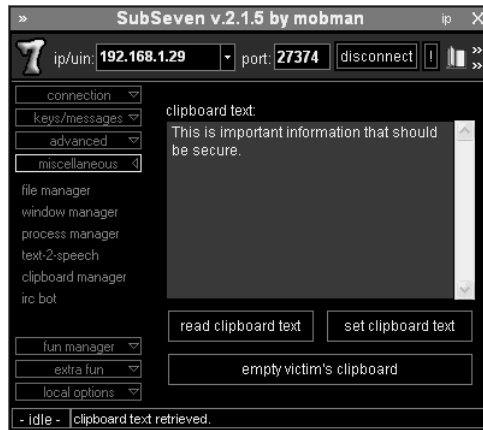 » SubSeven v.2.1.5 by mobman ip X
7 ip/uin: 192.168.1.29 port: 27374 disconnect ! »
»
connection
keys/messages
advanced
miscellaneous
file manager
window manager
process manager
text-2-speech
clipboard manager
irc bot
fun manager
extra fun
local options
clipboard text:
This is important information that should
be secure.
read clipboard text set clipboard text
empty victim's clipboard
- idle - clipboard text retrieved.